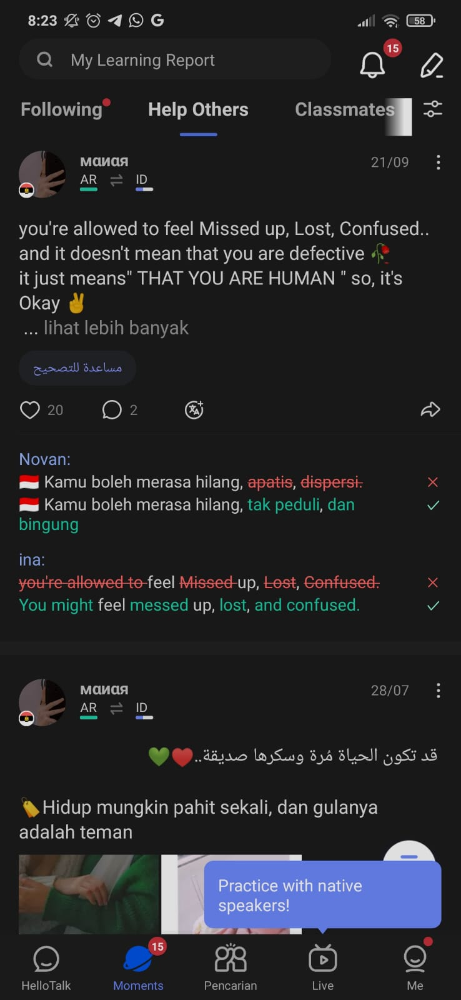 8:23
58
My Learning Report
15
Following
Help Others
Classmates
мαиαя
21/09
AR ID
you're allowed to feel Missed up, Lost, Confused..
and it doesn't mean that you are defective 🥀
it just means" THAT YOU ARE HUMAN " so, it's
Okay ✌️
... lihat lebih banyak
مساعدة للتصحيح
20
2
Novan:
🇮🇩 Kamu boleh merasa hilang, apatis, dispersi.
🇮🇩 Kamu boleh merasa hilang, tak peduli, dan
bingung
ina:
you're allowed to feel Missed up, Lost, Confused.
You might feel messed up, lost, and confused.
мαиαя
28/07
AR ID
قد تكون الحياة مُرة وسكرها صديقة..❤️💚
🏷️Hidup mungkin pahit sekali, dan gulanya
adalah teman
Practice with native
speakers!
15
HelloTalk
Moments
Pencarian
Live
Me